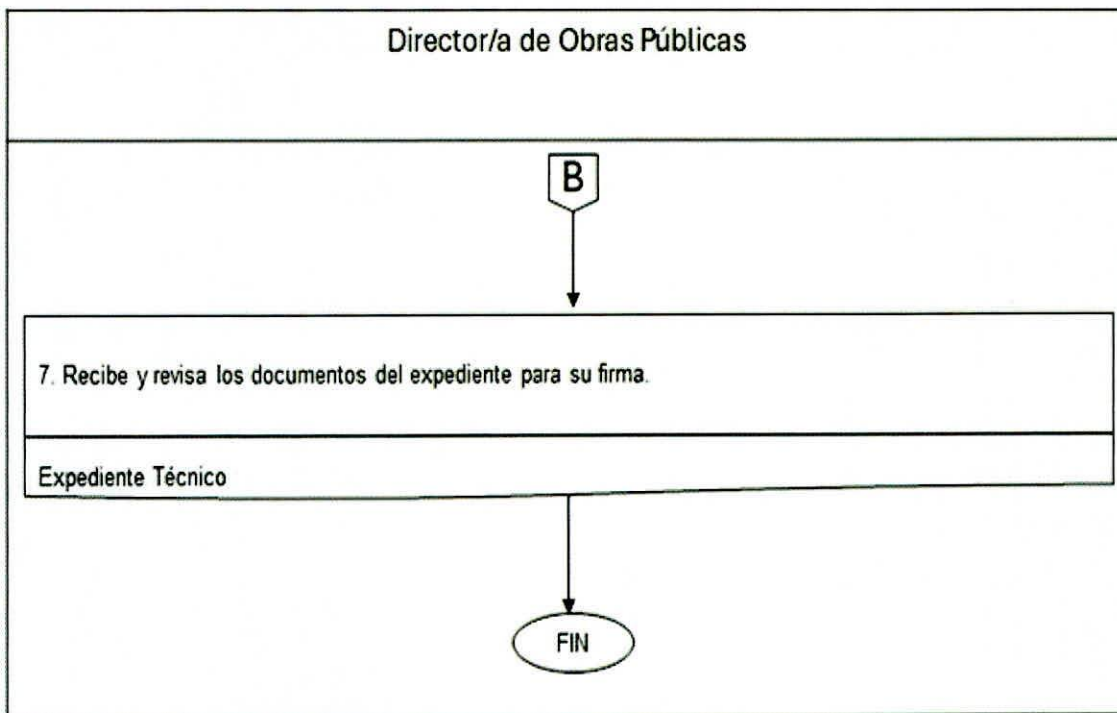 Director/a de Obras Públicas
B
7. Recibe y revisa los documentos del expediente para su firma.
Expediente Técnico
FIN